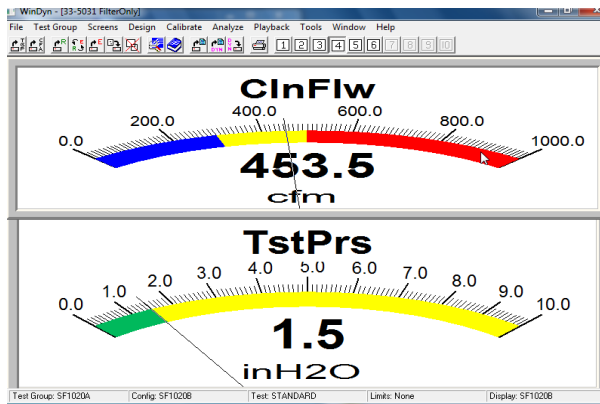 WinDyn - [33-5031 FilterOnly]
File Test Group Screens Design Calibrate Analyze Playback Tools Window Help
1 2 3 4 5 6 7 8 9 10
ClnFlw
0.0 200.0 400.0 600.0 800.0 1000.0
453.5
cfm
TstPrs
0.0 1.0 2.0 3.0 4.0 5.0 6.0 7.0 8.0 9.0 10.0
1.5
inH2O
Test Group: SF1020A Config: SF1020B Test: STANDARD Limits: None Display: SF1020B